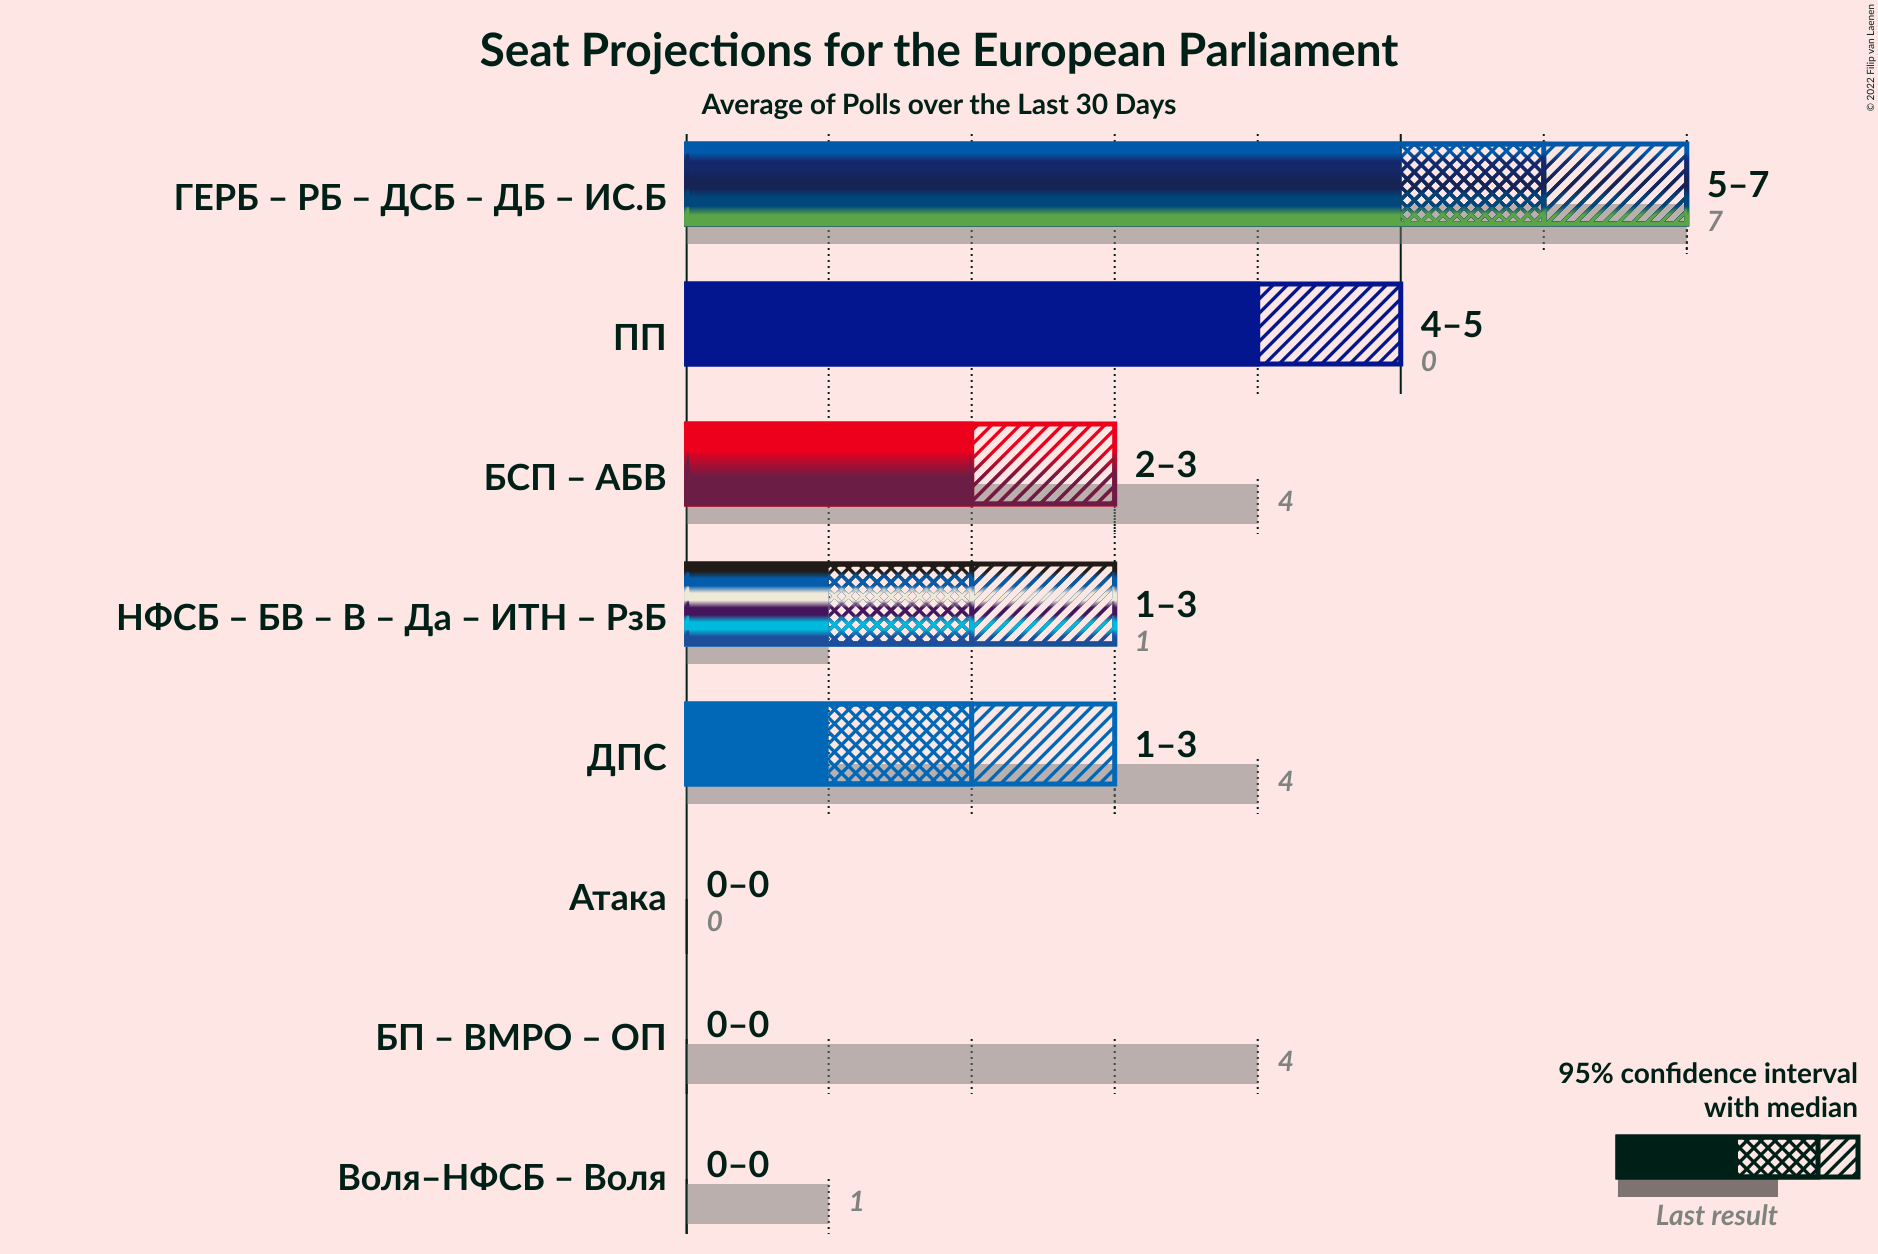 Seat Projections for the European Parliament
Average of Polls over the Last 30 Days
© 2022 Filip van Laenen
ГЕРБ – РБ – ДСБ – ДБ – ИС.Б
5–7
7
ПП
4–5
0
БСП – АБВ
2–3
4
НФСБ – БВ – В – Да – ИТН – РзБ
1–3
1
ДПС
1–3
4
Атака
0–0
0
БП – ВМРО – ОП
0–0
4
Воля–НФСБ – Воля
0–0
1
95% confidence interval
with median
Last result